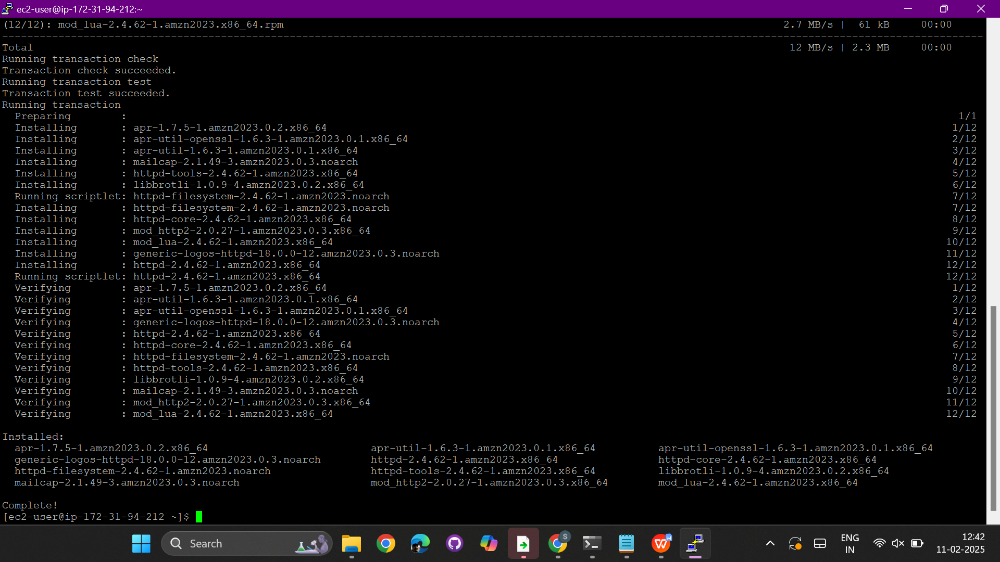 ec2-user@ip-172-31-94-212:~
(12/12): mod_lua-2.4.62-1.amzn2023.x86_64.rpm 2.7 MB/s | 61 kB 00:00
--------------------------------------------------------------------------------
Total 12 MB/s | 2.3 MB 00:00
Running transaction check
Transaction check succeeded.
Running transaction test
Transaction test succeeded.
Running transaction
Preparing : 1/1
Installing : apr-1.7.5-1.amzn2023.0.2.x86_64 1/12
Installing : apr-util-openssl-1.6.3-1.amzn2023.0.1.x86_64 2/12
Installing : apr-util-1.6.3-1.amzn2023.0.1.x86_64 3/12
Installing : mailcap-2.1.49-3.amzn2023.0.3.noarch 4/12
Installing : httpd-tools-2.4.62-1.amzn2023.x86_64 5/12
Installing : libbrotli-1.0.9-4.amzn2023.0.2.x86_64 6/12
Running scriptlet: httpd-filesystem-2.4.62-1.amzn2023.noarch 7/12
Installing : httpd-filesystem-2.4.62-1.amzn2023.noarch 7/12
Installing : httpd-core-2.4.62-1.amzn2023.x86_64 8/12
Installing : mod_http2-2.0.27-1.amzn2023.0.3.x86_64 9/12
Installing : mod_lua-2.4.62-1.amzn2023.x86_64 10/12
Installing : generic-logos-httpd-18.0.0-12.amzn2023.0.3.noarch 11/12
Installing : httpd-2.4.62-1.amzn2023.x86_64 12/12
Running scriptlet: httpd-2.4.62-1.amzn2023.x86_64 12/12
Verifying : apr-1.7.5-1.amzn2023.0.2.x86_64 1/12
Verifying : apr-util-1.6.3-1.amzn2023.0.1.x86_64 2/12
Verifying : apr-util-openssl-1.6.3-1.amzn2023.0.1.x86_64 3/12
Verifying : generic-logos-httpd-18.0.0-12.amzn2023.0.3.noarch 4/12
Verifying : httpd-2.4.62-1.amzn2023.x86_64 5/12
Verifying : httpd-core-2.4.62-1.amzn2023.x86_64 6/12
Verifying : httpd-filesystem-2.4.62-1.amzn2023.noarch 7/12
Verifying : httpd-tools-2.4.62-1.amzn2023.x86_64 8/12
Verifying : libbrotli-1.0.9-4.amzn2023.0.2.x86_64 9/12
Verifying : mailcap-2.1.49-3.amzn2023.0.3.noarch 10/12
Verifying : mod_http2-2.0.27-1.amzn2023.0.3.x86_64 11/12
Verifying : mod_lua-2.4.62-1.amzn2023.x86_64 12/12
Installed:
apr-1.7.5-1.amzn2023.0.2.x86_64 apr-util-1.6.3-1.amzn2023.0.1.x86_64 apr-util-openssl-1.6.3-1.amzn2023.0.1.x86_64
generic-logos-httpd-18.0.0-12.amzn2023.0.3.noarch httpd-2.4.62-1.amzn2023.x86_64 httpd-core-2.4.62-1.amzn2023.x86_64
httpd-filesystem-2.4.62-1.amzn2023.noarch httpd-tools-2.4.62-1.amzn2023.x86_64 libbrotli-1.0.9-4.amzn2023.0.2.x86_64
mailcap-2.1.49-3.amzn2023.0.3.noarch mod_http2-2.0.27-1.amzn2023.0.3.x86_64 mod_lua-2.4.62-1.amzn2023.x86_64
Complete!
[ec2-user@ip-172-31-94-212 ~]$
Search
S
W
ENG
IN
12:42
11-02-2025